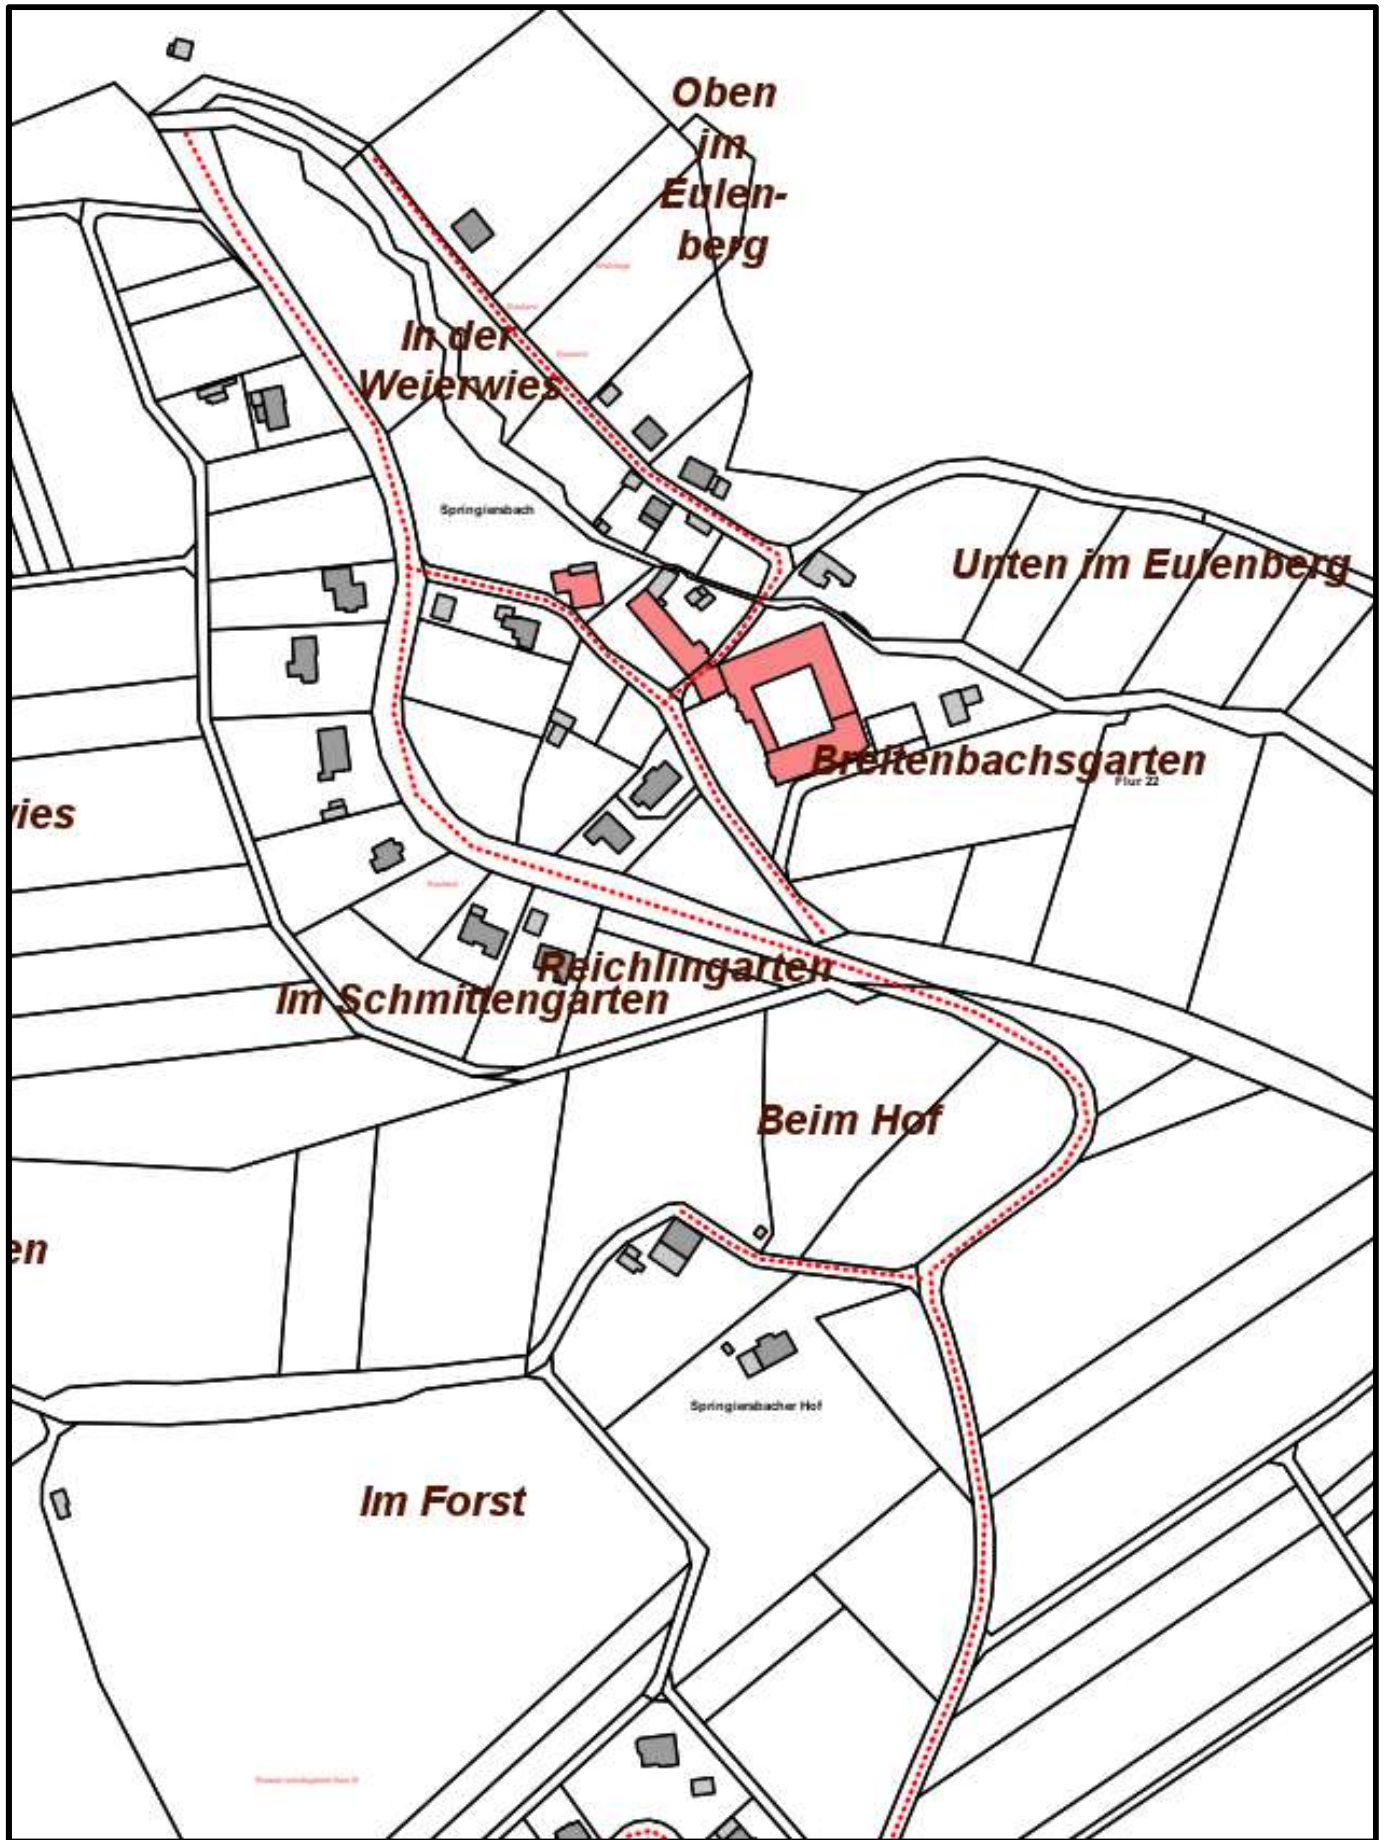 Oben
im
Eulen-
berg
In der
Weierwies
Springiersbach
Unten im Eulenberg
Breitenbachsgarten
Flur 22
ies
Reichlingarten
Im Schmittengarten
Beim Hof
en
Springiersbacher Hof
Im Forst